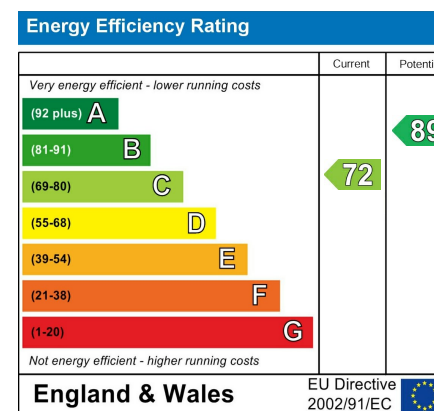 Energy Efficiency Rating
Current
Very energy efficient - lower running costs
(92 plus) A
(81-91) B
(69-80) C
(55-68) D
(39-54) E
(21-38) F
(1-20) G
72
89
Not energy efficient - higher running costs
England & Wales
EU Directive
2002/91/EC